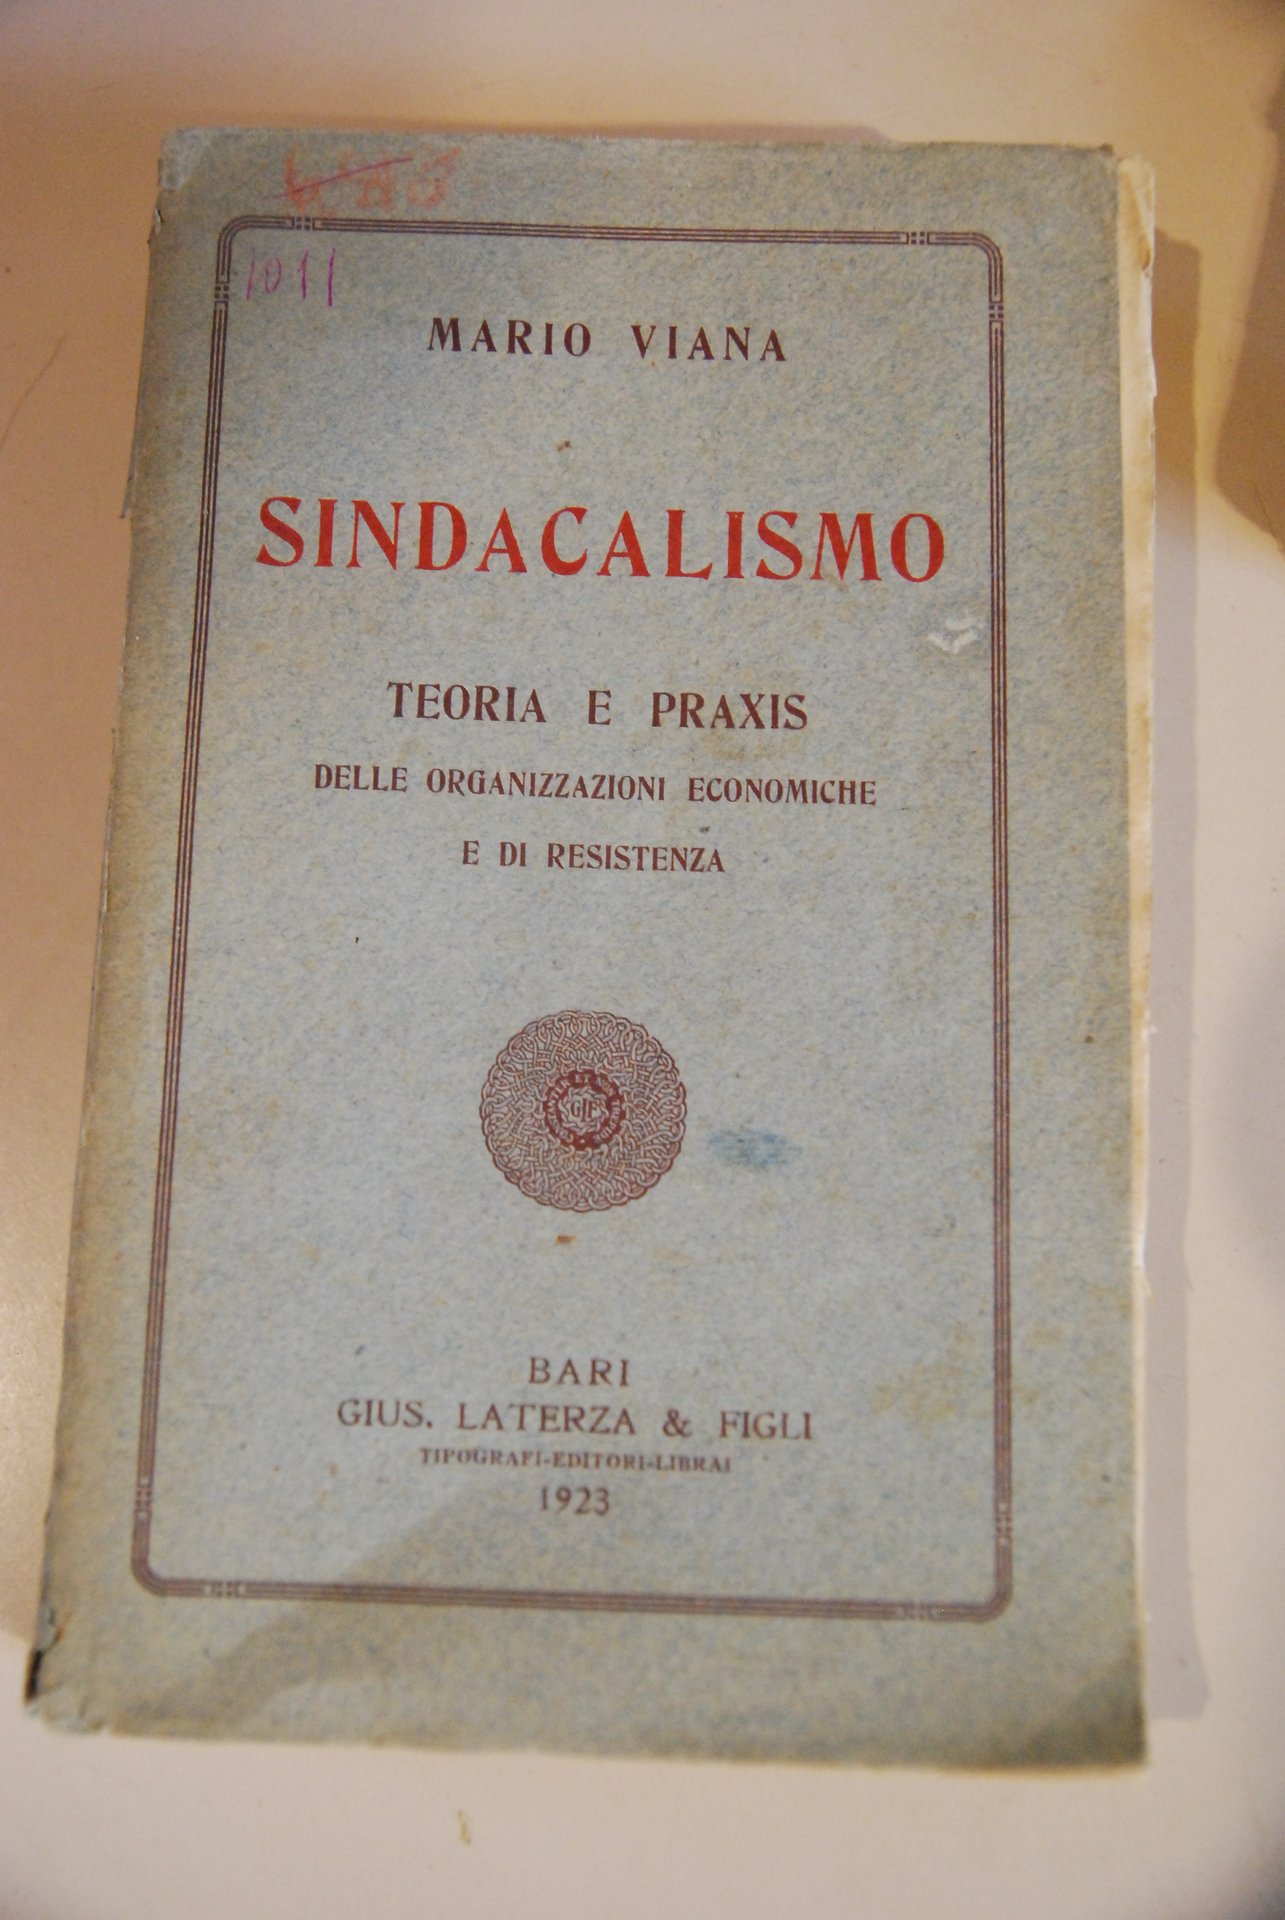 1011
MARIO VIANA
SINDACALISMO
TEORIA E PRAXIS
DELLE ORGANIZZAZIONI ECONOMICHE
E DI RESISTENZA
GLF
BARI
GIUS. LATERZA & FIGLI
TIPOGRAFI-EDITORI-LIBRAI
1923